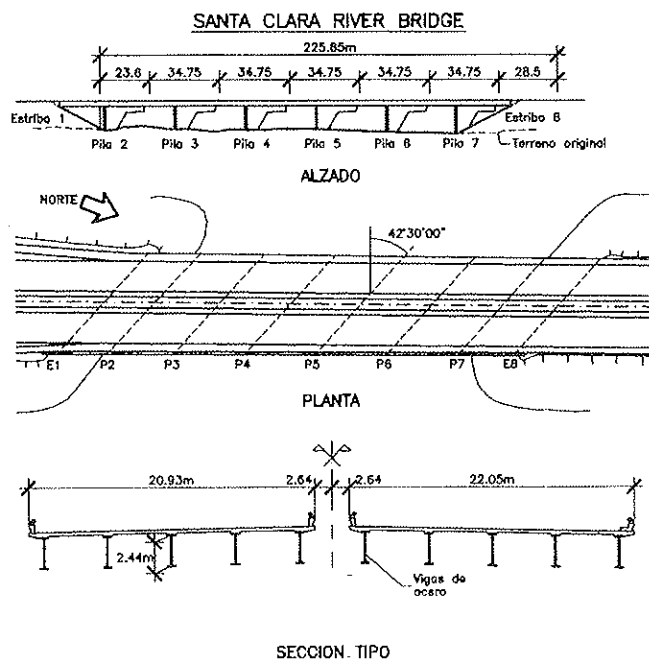 SANTA CLARA RIVER BRIDGE
225.85m
23.6 34.75 34.75 34.75 34.75 34.75 28.5
Estribo 1 Estribo 8
Pila 2 Pila 3 Pila 4 Pila 5 Pila 6 Pila 7 Terreno original
ALZADO
NORTE
42°30'00"
E1 P2 P3 P4 P5 P6 P7 E8
PLANTA
20.93m 2.64 2.64 22.05m
2.44m
Vigas de
acero
SECCION. TIPO